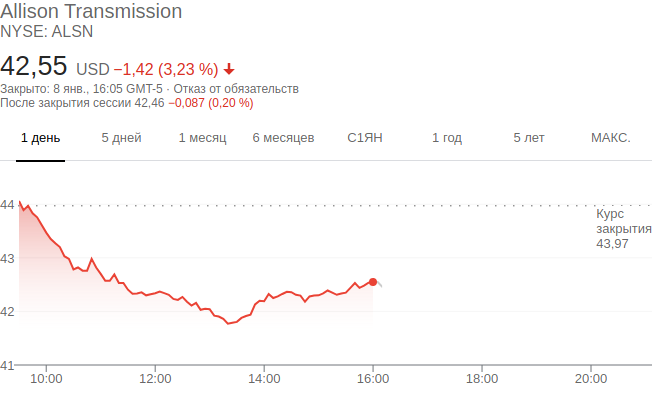 Allison Transmission
NYSE: ALSN
42,55 USD −1,42 (3,23 %)
Закрыто: 8 янв., 16:05 GMT-5 · Отказ от обязательств
После закрытия сессии 42,46 −0,087 (0,20 %)
1 день 5 дней 1 месяц 6 месяцев С1ЯН 1 год 5 лет МАКС.
44
Курс
закрытия
43,97
43
42
41
10:00 12:00 14:00 16:00 18:00 20:00